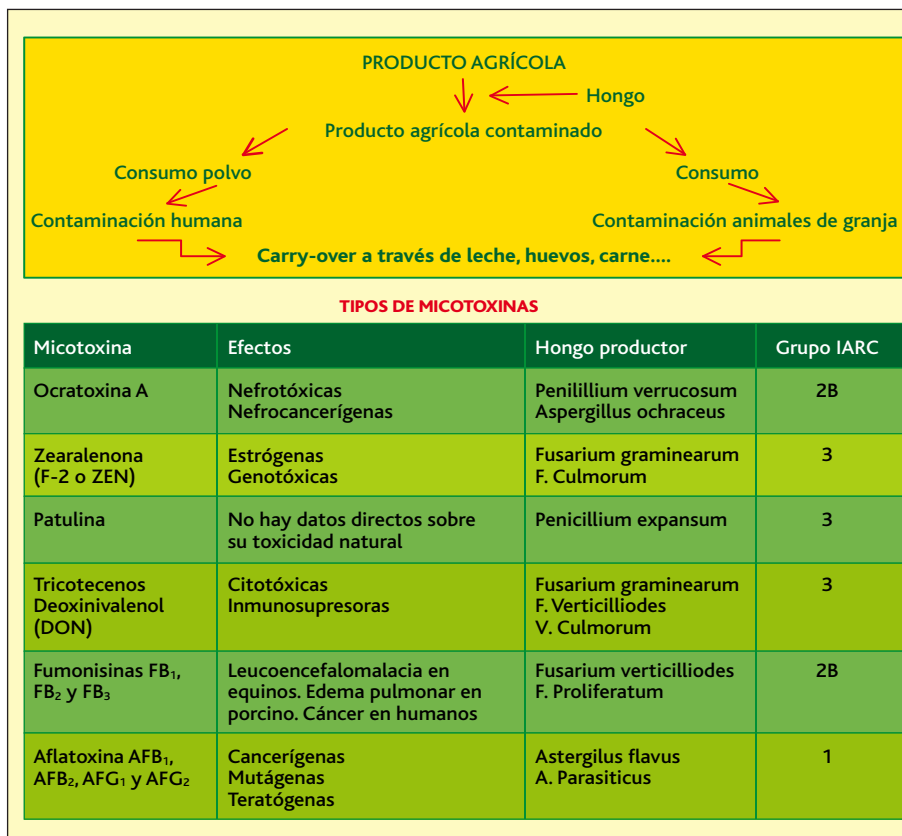 PRODUCTO AGRÍCOLA
Hongo
Producto agrícola contaminado
Consumo polvo
Consumo
Contaminación humana
Contaminación animales de granja
Carry-over a través de leche, huevos, carne....
TIPOS DE MICOTOXINAS
Micotoxina Efectos Hongo productor Grupo IARC
Ocratoxina A Nefrotóxicas Penilillium verrucosum 2B
Nefrocancerígenas Aspergillus ochraceus
Zearalenona Estrógenas Fusarium graminearum 3
(F-2 o ZEN) Genotóxicas F. Culmorum
Patulina No hay datos directos sobre Penicillium expansum 3
su toxicidad natural
Tricotecenos Citotóxicas Fusarium graminearum 3
Deoxinivalenol Inmunosupresoras F. Verticilliodes
(DON) V. Culmorum
Fumonisinas FB₁, Leucoencefalomalacia en Fusarium verticilliodes 2B
FB₂ y FB₃ equinos. Edema pulmonar en F. Proliferatum
porcino. Cáncer en humanos
Aflatoxina AFB₁, Cancerígenas Astergilus flavus 1
AFB₂, AFG₁ y AFG₂ Mutágenas A. Parasiticus
Teratógenas